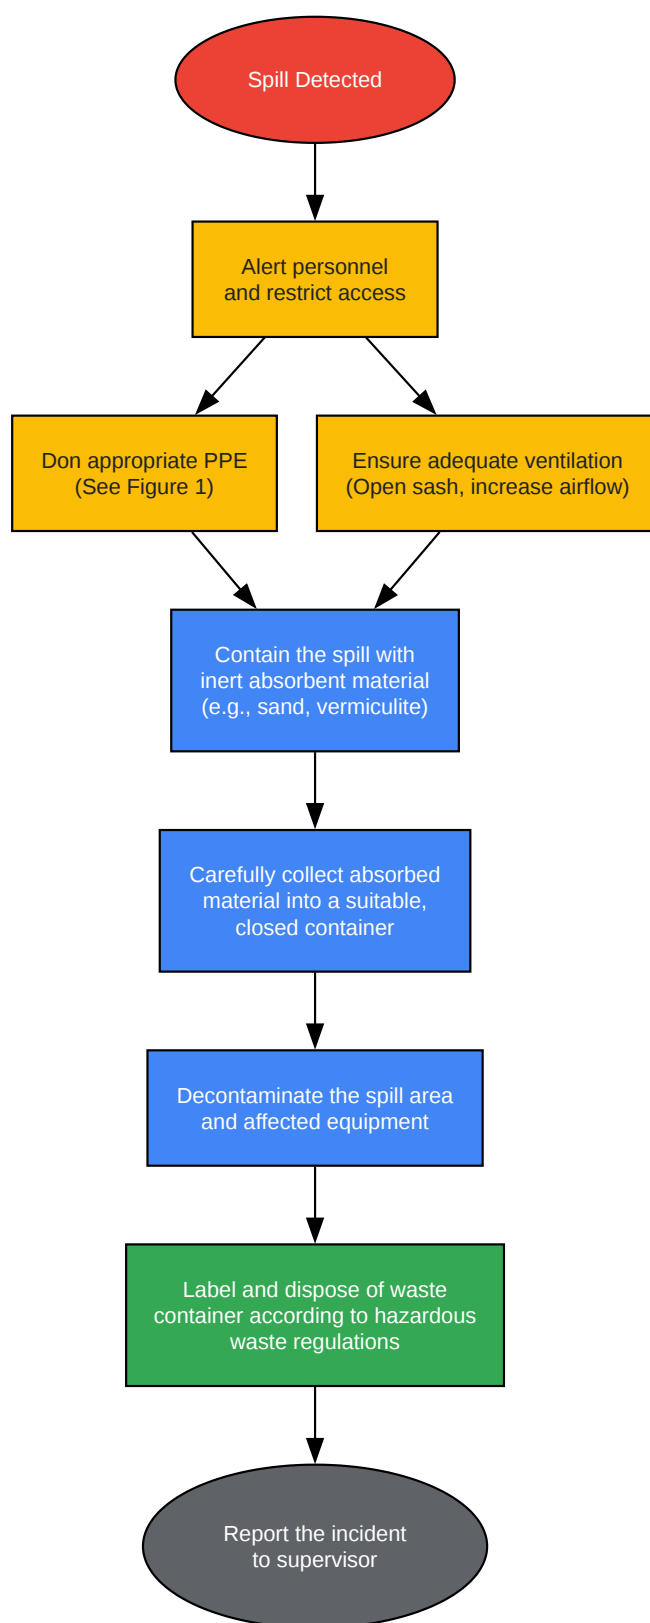 Spill Detected
Alert personnel
and restrict access
Don appropriate PPE
(See Figure 1)
Ensure adequate ventilation
(Open sash, increase airflow)
Contain the spill with
inert absorbent material
(e.g., sand, vermiculite)
Carefully collect absorbed
material into a suitable,
closed container
Decontaminate the spill area
and affected equipment
Label and dispose of waste
container according to hazardous
waste regulations
Report the incident
to supervisor